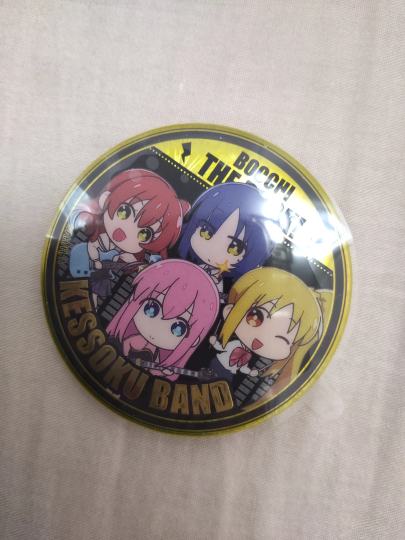 BOCCHI
THE
KESSOKU BAND